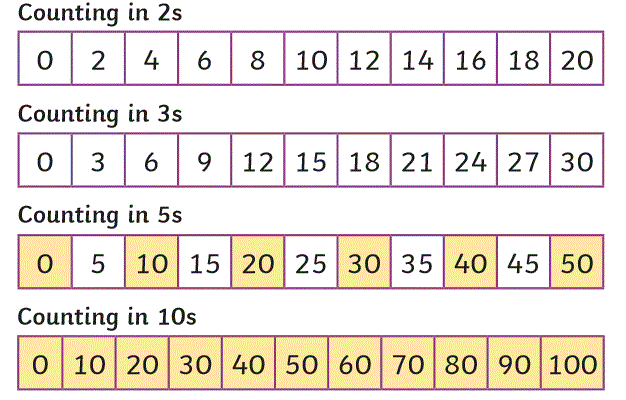 Counting in 2s
0 2 4 6 8 10 12 14 16 18 20
Counting in 3s
0 3 6 9 12 15 18 21 24 27 30
Counting in 5s
0 5 10 15 20 25 30 35 40 45 50
Counting in 10s
0 10 20 30 40 50 60 70 80 90 100